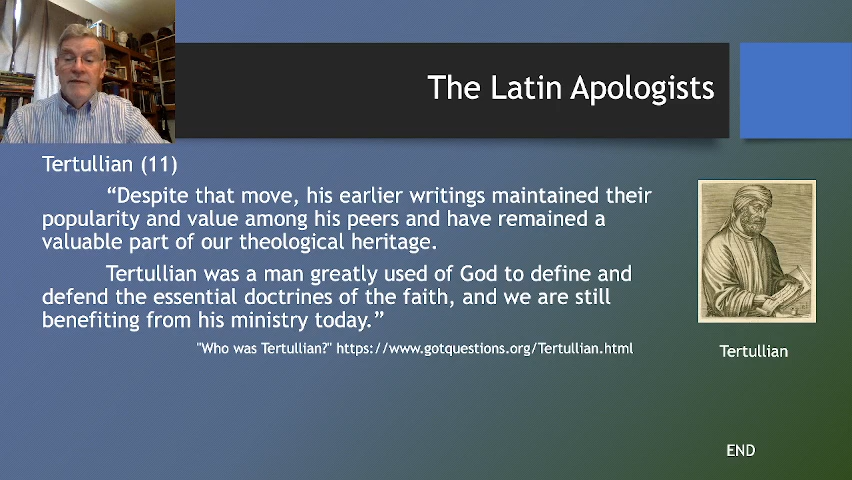 The Latin Apologists
Tertullian (11)
“Despite that move, his earlier writings maintained their
popularity and value among his peers and have remained a
valuable part of our theological heritage.
Tertullian was a man greatly used of God to define and
defend the essential doctrines of the faith, and we are still
benefiting from his ministry today.”
"Who was Tertullian?" https://www.gotquestions.org/Tertullian.html
Tertullian
END